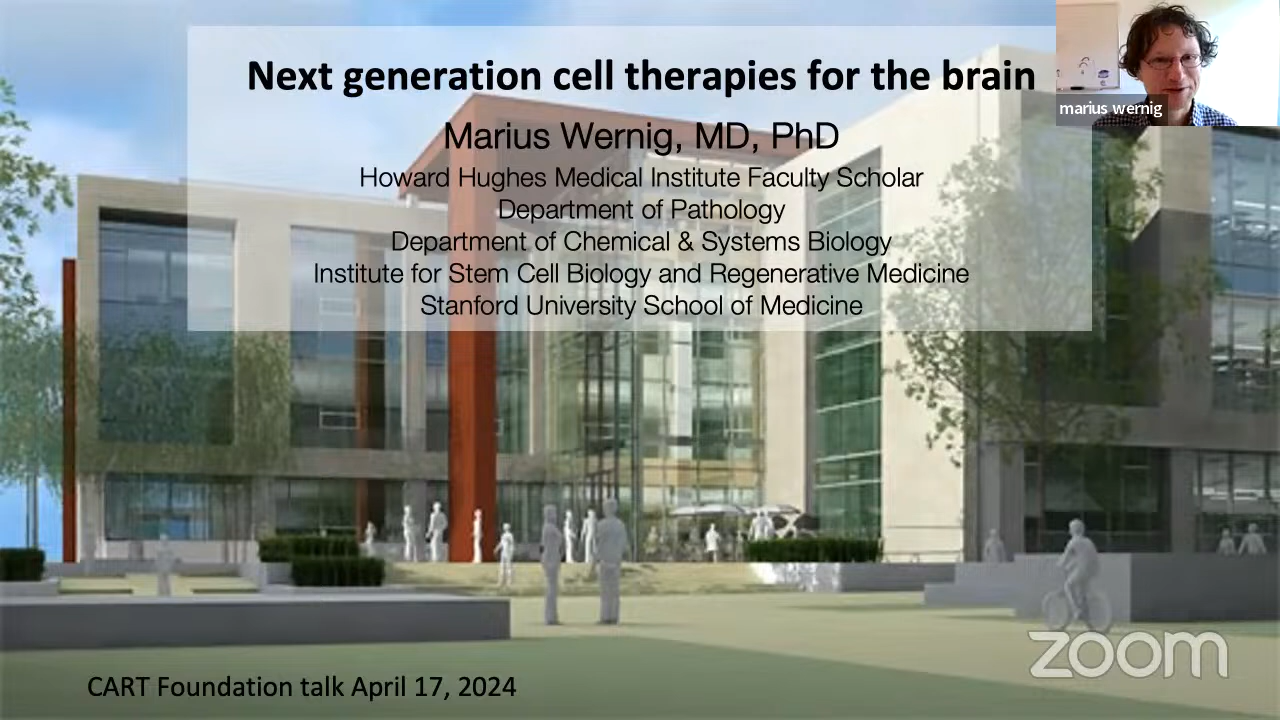 Next generation cell therapies for the brain
marius wernig
Marius Wernig, MD, PhD
Howard Hughes Medical Institute Faculty Scholar
Department of Pathology
Department of Chemical & Systems Biology
Institute for Stem Cell Biology and Regenerative Medicine
Stanford University School of Medicine
zoom
CART Foundation talk April 17, 2024